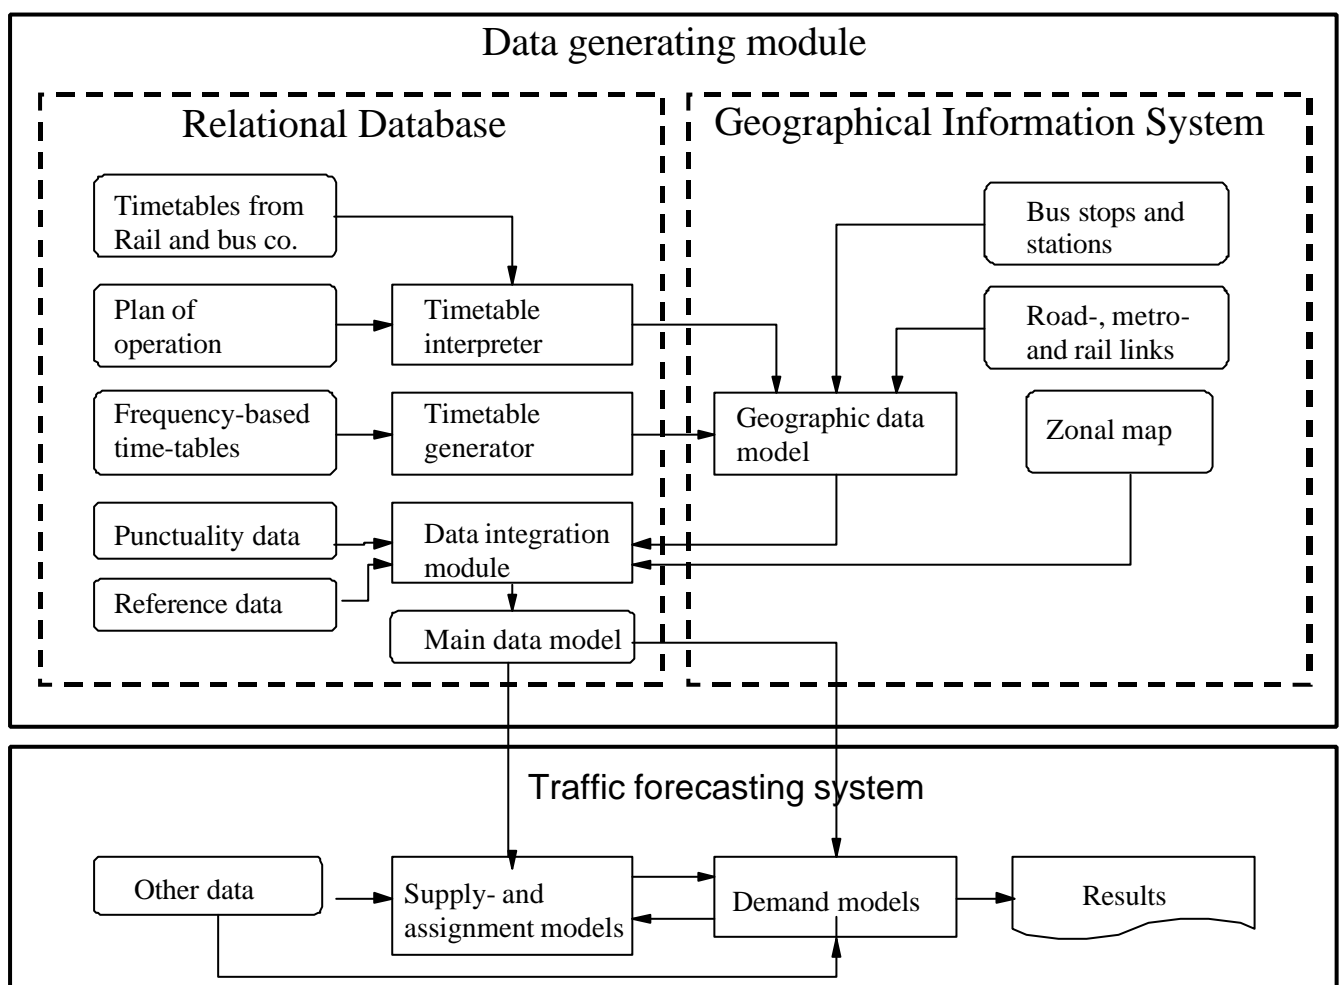 Data generating module
Relational Database
Timetables from
Rail and bus co.
Plan of
operation
Timetable
interpreter
Frequency-based
time-tables
Timetable
generator
Punctuality data
Data integration
module
Reference data
Main data model
Geographical Information System
Bus stops and
stations
Road-, metro-
and rail links
Geographic data
model
Zonal map
Traffic forecasting system
Other data
Supply- and
assignment models
Demand models
Results